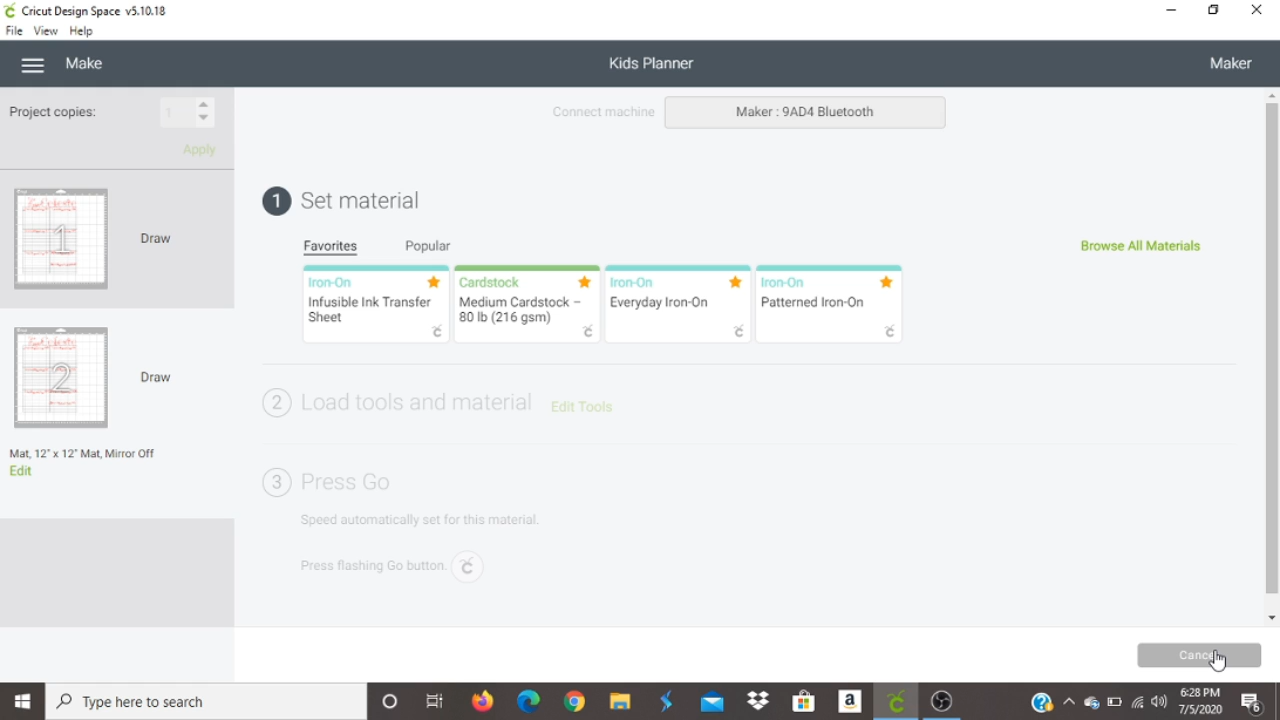 Cricut Design Space v5.10.18
File View Help
Make
Kids Planner
Maker
Project copies:
1
Apply
Connect machine
Maker : 9AD4 Bluetooth
1
Draw
2
Draw
Mat, 12" x 12" Mat, Mirror Off
Edit
1 Set material
Favorites
Popular
Browse All Materials
Iron-On
Infusible Ink Transfer
Sheet
Cardstock
Medium Cardstock –
80 lb (216 gsm)
Iron-On
Everyday Iron-On
Iron-On
Patterned Iron-On
2 Load tools and material
Edit Tools
3 Press Go
Speed automatically set for this material.
Press flashing Go button.
Cancel
Type here to search
6:28 PM
7/5/2020
6